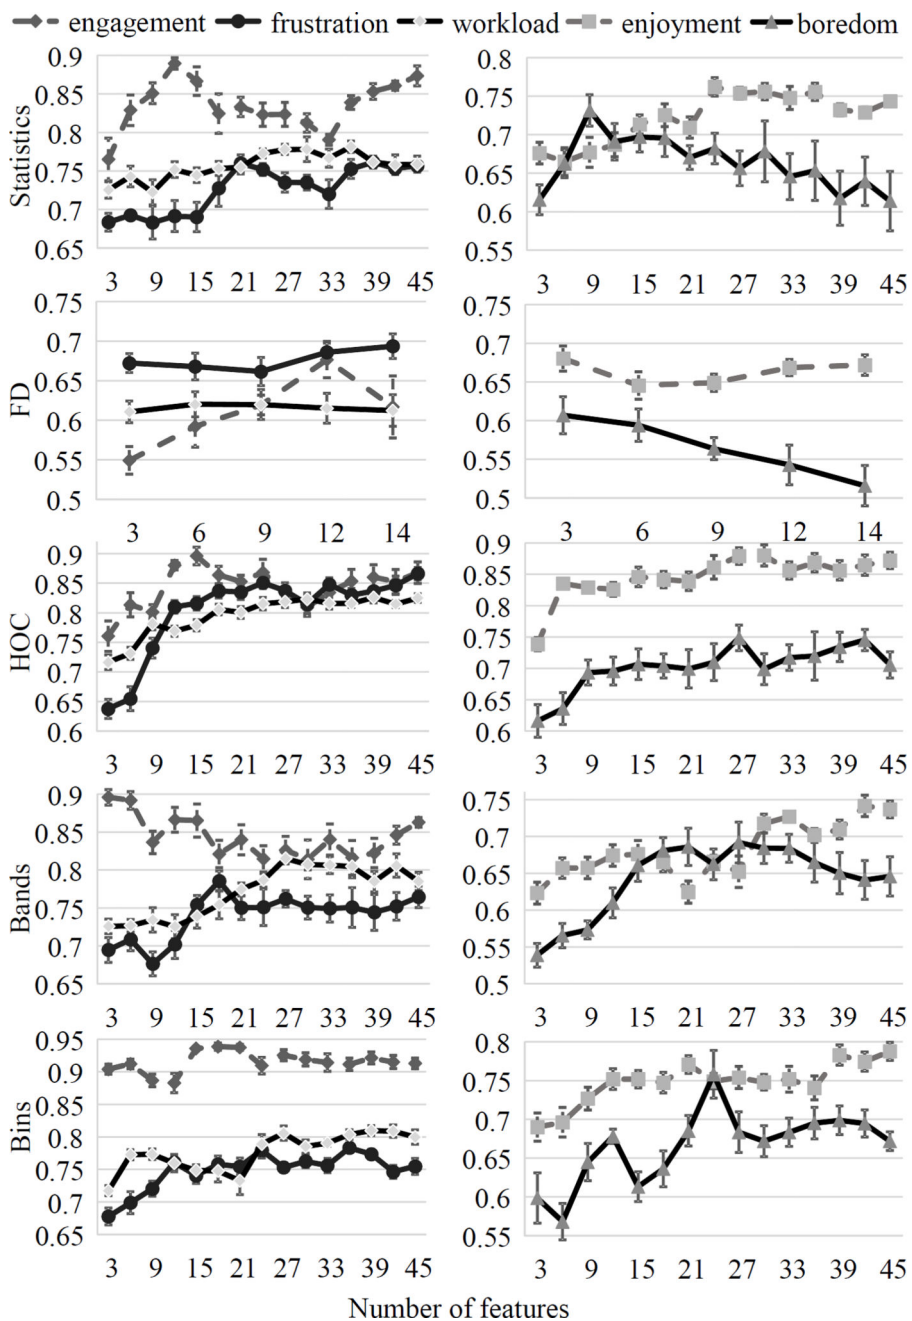 engagement frustration workload enjoyment boredom
0.9 0.8
0.85 0.75
0.8 0.7
0.75 0.65
0.7 0.6
0.65 0.55
Statistics
3 9 15 21 27 33 39 45 3 9 15 21 27 33 39 45
0.75 0.75
0.7 0.7
0.65 0.65
0.6 0.6
0.55 0.55
0.5 0.5
FD
3 6 9 12 14 3 6 9 12 14
0.9 0.9
0.85 0.85
0.8 0.8
0.75 0.75
0.7 0.7
0.65 0.65
0.6 0.6
HOC
3 9 15 21 27 33 39 45 3 9 15 21 27 33 39 45
0.9 0.75
0.85 0.7
0.8 0.65
0.75 0.6
0.7 0.55
0.65 0.5
Bands
3 9 15 21 27 33 39 45 3 9 15 21 27 33 39 45
0.95 0.8
0.9 0.75
0.85 0.7
0.8 0.65
0.75 0.6
0.7 0.55
0.65
Bins
3 9 15 21 27 33 39 45 3 9 15 21 27 33 39 45
Number of features